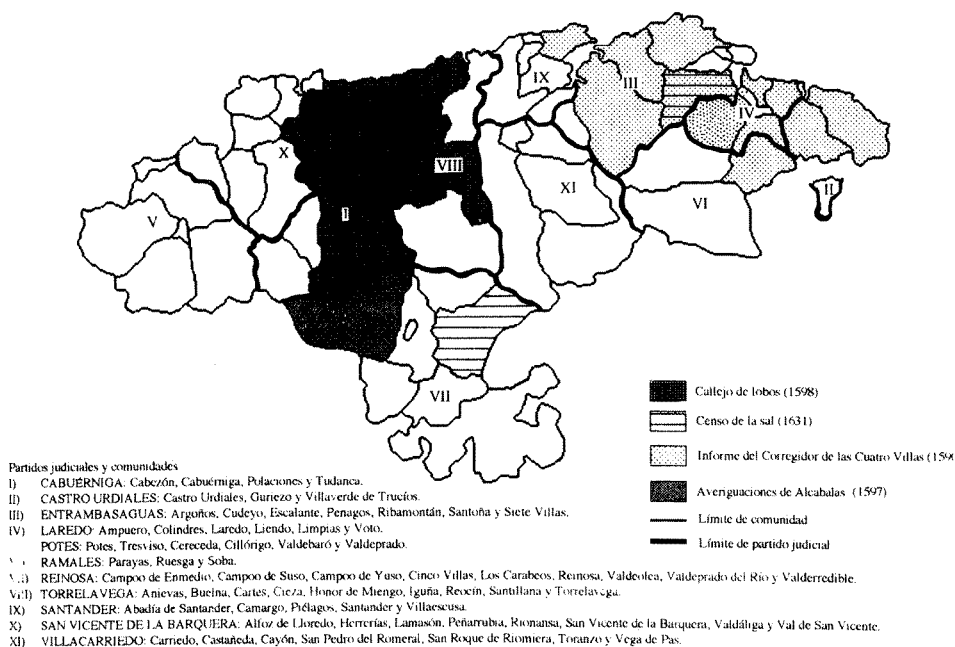 IX
III
IV
X
VIII
XI
II
VI
I
V
VII
Callejo de lobos (1598)
Censo de la sal (1631)
Informe del Corregidor de las Cuatro Villas (159
Averiguaciones de Alcabalas (1597)
Límite de comunidad
Límite de partido judicial
Partidos judiciales y comunidades
I) CABUÉRNIGA: Cabezón, Cabuérniga, Polaciones y Tudanca.
II) CASTRO URDIALES: Castro Urdiales, Guriezo y Villaverde de Trucíos.
III) ENTRAMBASAGUAS: Argoños, Cudeyo, Escalante, Penagos, Ribamontán, Santoña y Siete Villas.
IV) LAREDO: Ampuero, Colindres, Laredo, Liendo, Limpias y Voto.
POTES: Potes, Tresviso, Cereceda, Cillórigo, Valdebaró y Valdeprado.
RAMALES: Parayas, Ruesga y Soba.
REINOSA: Campoo de Enmedio, Campoo de Suso, Campoo de Yuso, Cinco Villas, Los Carabeos, Reinosa, Valdeolea, Valdeprado del Río y Valderredible.
VIII) TORRELAVEGA: Anievas, Buelna, Cartes, Cieza, Honor de Miengo, Iguña, Reocín, Santillana y Torrelavega.
IX) SANTANDER: Abadía de Santander, Camargo, Piélagos, Santander y Villaescusa.
X) SAN VICENTE DE LA BARQUERA: Alfoz de Lloredo, Herrerías, Lamasón, Peñarrubia, Rionansa, San Vicente de la Barquera, Valdáliga y Val de San Vicente.
XI) VILLACARRIEDO: Carriedo, Castañeda, Cayón, San Pedro del Romeral, San Roque de Riomiera, Toranzo y Vega de Pas.